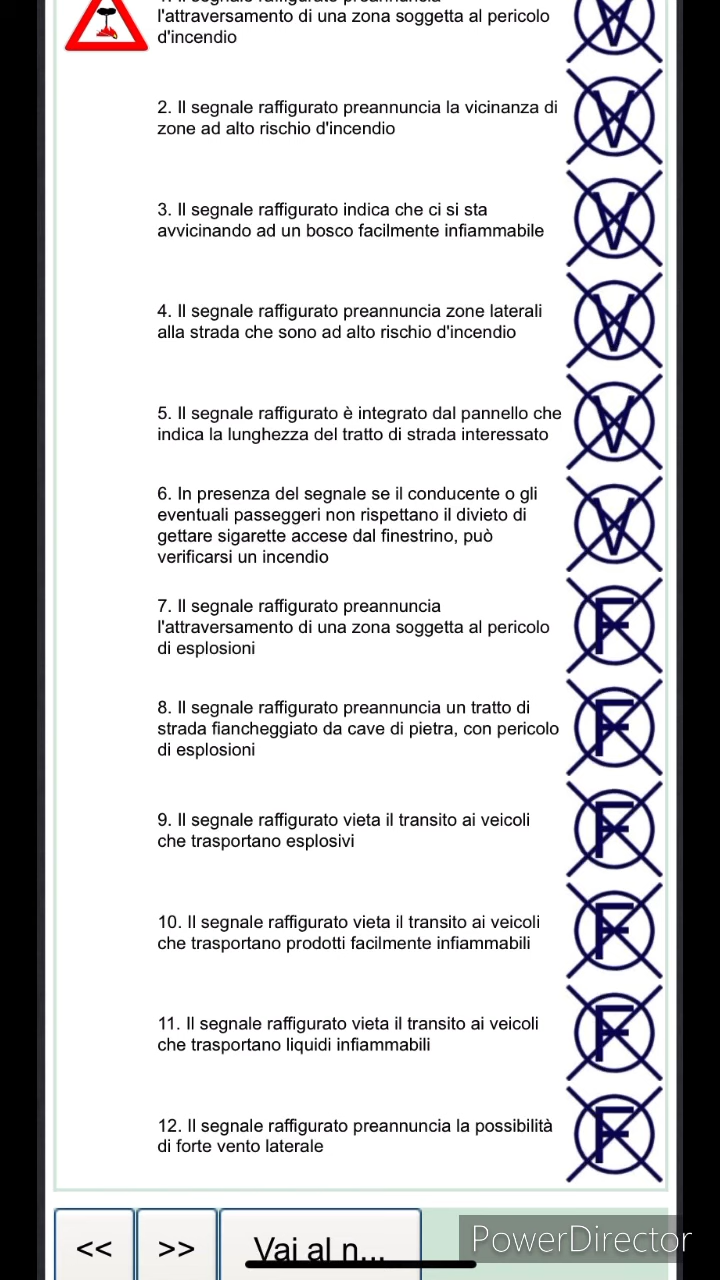 l'attraversamento di una zona soggetta al pericolo
d'incendio
V
2. Il segnale raffigurato preannuncia la vicinanza di
zone ad alto rischio d'incendio
V
3. Il segnale raffigurato indica che ci si sta
avvicinando ad un bosco facilmente infiammabile
V
4. Il segnale raffigurato preannuncia zone laterali
alla strada che sono ad alto rischio d'incendio
V
5. Il segnale raffigurato è integrato dal pannello che
indica la lunghezza del tratto di strada interessato
V
6. In presenza del segnale se il conducente o gli
eventuali passeggeri non rispettano il divieto di
gettare sigarette accese dal finestrino, può
verificarsi un incendio
V
7. Il segnale raffigurato preannuncia
l'attraversamento di una zona soggetta al pericolo
di esplosioni
F
8. Il segnale raffigurato preannuncia un tratto di
strada fiancheggiato da cave di pietra, con pericolo
di esplosioni
F
9. Il segnale raffigurato vieta il transito ai veicoli
che trasportano esplosivi
F
10. Il segnale raffigurato vieta il transito ai veicoli
che trasportano prodotti facilmente infiammabili
F
11. Il segnale raffigurato vieta il transito ai veicoli
che trasportano liquidi infiammabili
F
12. Il segnale raffigurato preannuncia la possibilità
di forte vento laterale
F
<< >> Vai al n...
PowerDirector